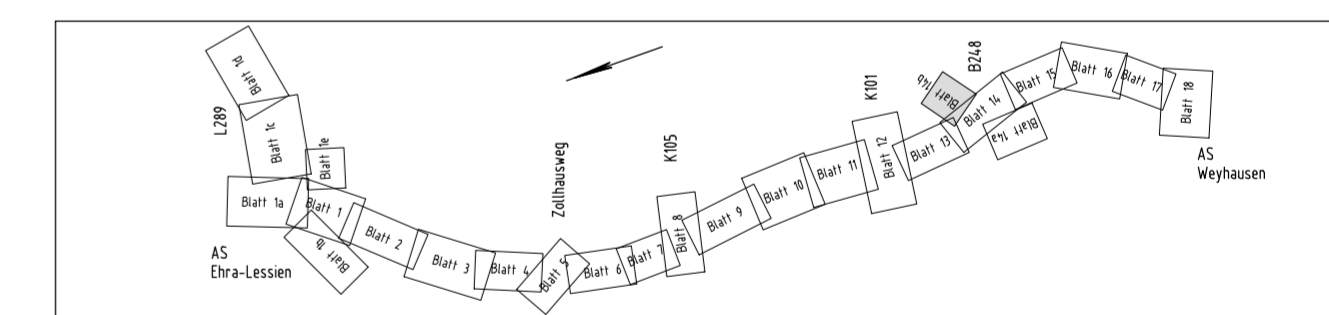 Blatt 1d
L289
Blatt 1c
Blatt 1e
Blatt 1a
Blatt 1
Blatt 1b
AS
Ehra-Lessien
Blatt 2
Blatt 3
Blatt 4
Blatt 5
Zollhausweg
Blatt 6
Blatt 7
K105
Blatt 8
Blatt 9
Blatt 10
Blatt 11
K101
Blatt 12
Blatt 13
Blatt
14b
B248
Blatt 14
Blatt 14a
Blatt 15
Blatt 16
Blatt 17
Blatt 18
AS
Weyhausen